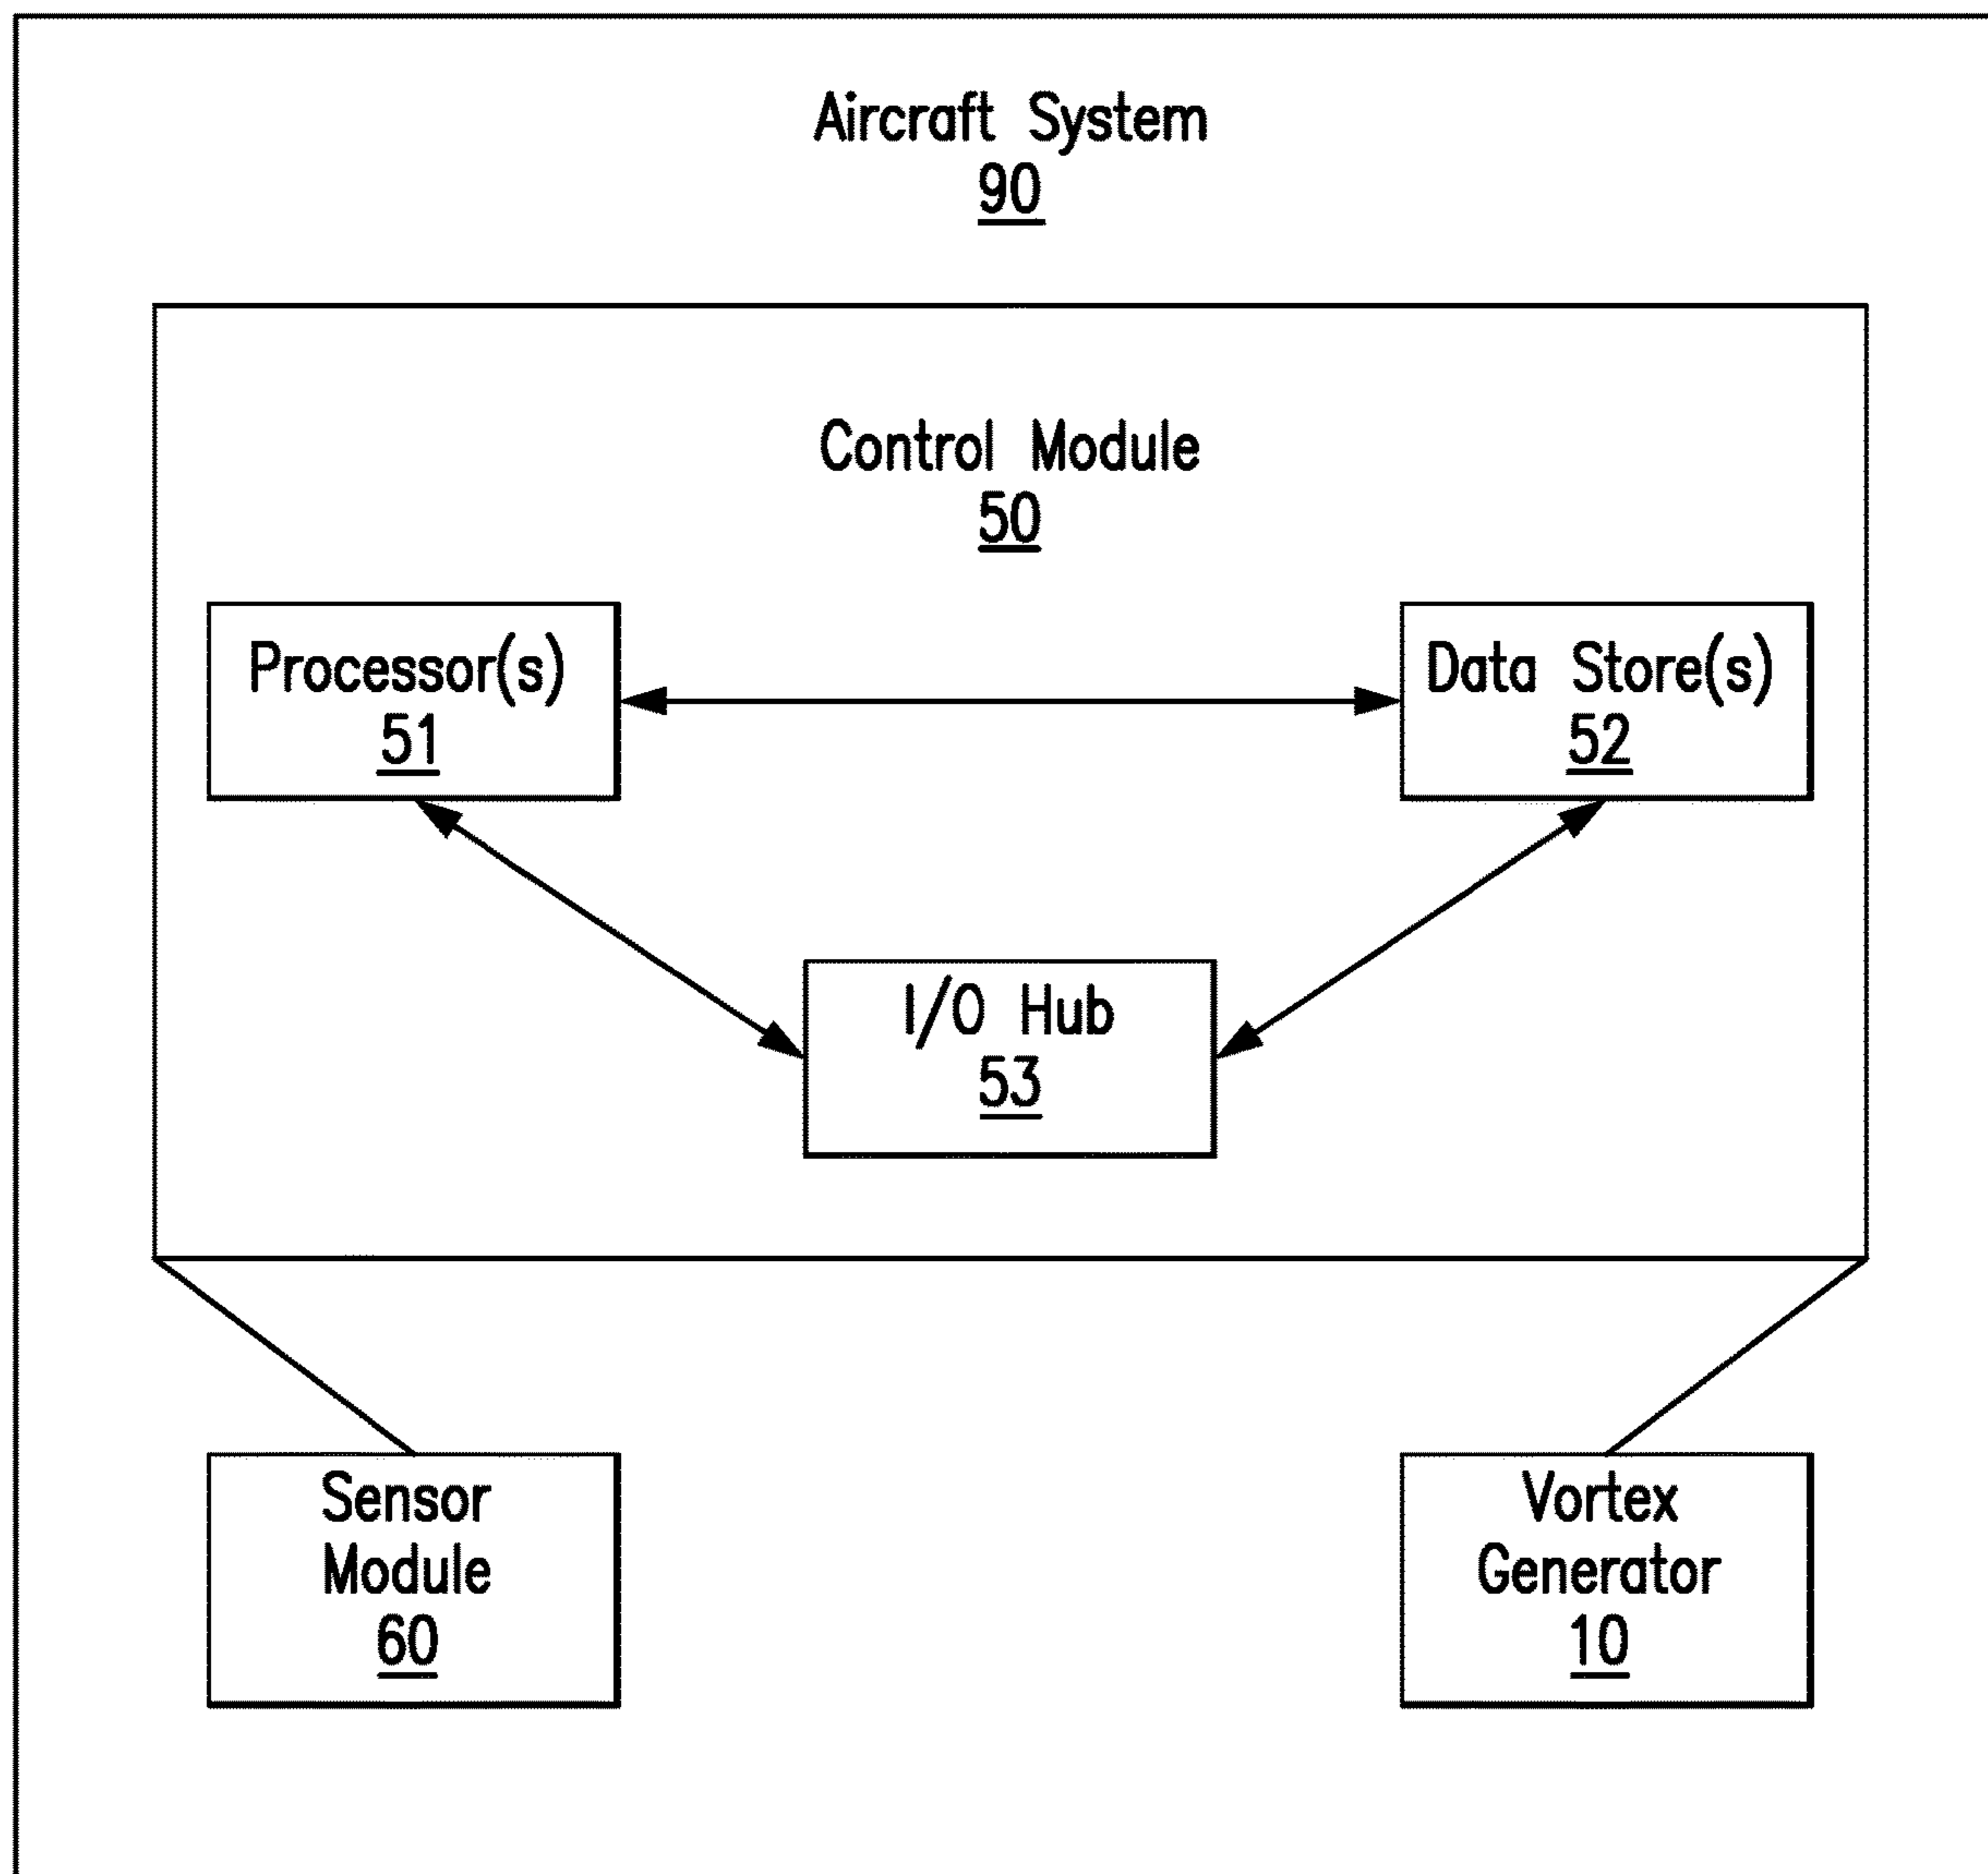 Aircraft System
90
Control Module
50
Processor(s)
51
Data Store(s)
52
I/O Hub
53
Sensor
Module
60
Vortex
Generator
10